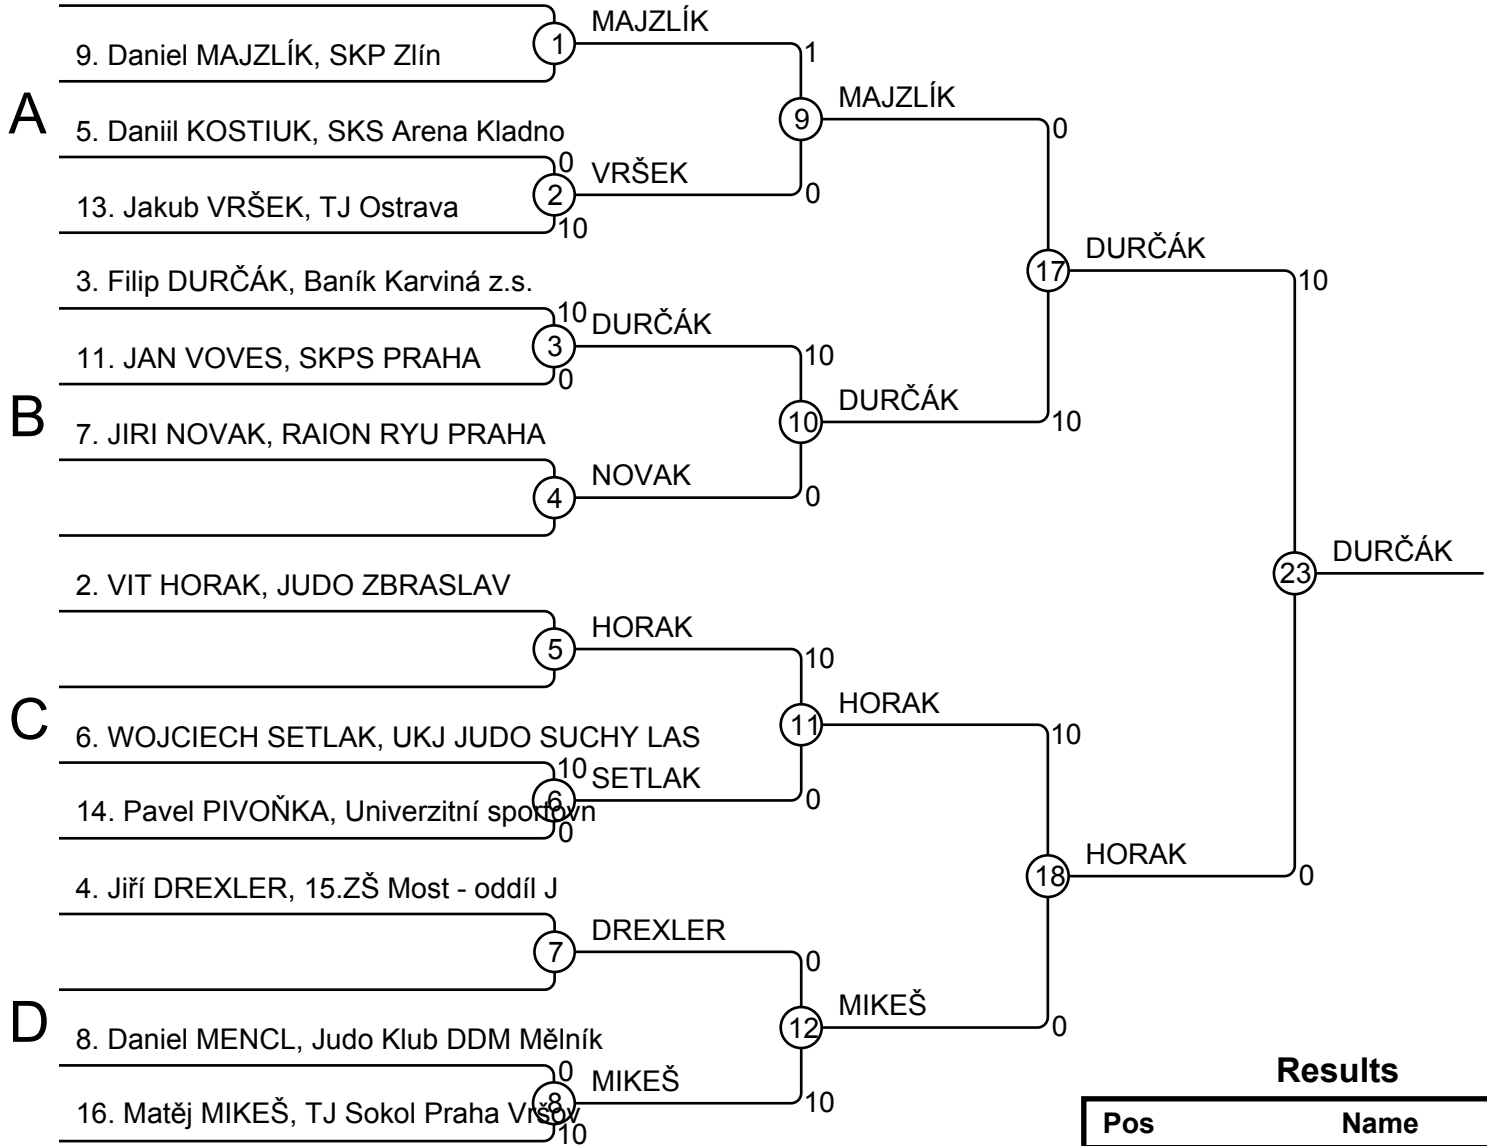 MAJZLÍK
1
9. Daniel MAJZLÍK, SKP Zlín
1
A
MAJZLÍK
9
0
5. Daniil KOSTIUK, SKS Arena Kladno
0
VRŠEK
2
0
13. Jakub VRŠEK, TJ Ostrava
10
DURČÁK
17
10
3. Filip DURČÁK, Baník Karviná z.s.
10
DURČÁK
3
10
11. JAN VOVES, SKPS PRAHA
0
B
DURČÁK
10
10
7. JIRI NOVAK, RAION RYU PRAHA
NOVAK
4
0
DURČÁK
23
2. VIT HORAK, JUDO ZBRASLAV
HORAK
5
10
C
HORAK
11
10
6. WOJCIECH SETLAK, UKJ JUDO SUCHY LAS
10
SETLAK
6
0
14. Pavel PIVOŇKA, Univerzitní sportovn
0
HORAK
18
0
4. Jiří DREXLER, 15.ZŠ Most - oddíl J
DREXLER
7
0
D
MIKEŠ
12
0
8. Daniel MENCL, Judo Klub DDM Mělník
0
MIKEŠ
8
10
16. Matěj MIKEŠ, TJ Sokol Praha Vršov
10
Results
Pos Name